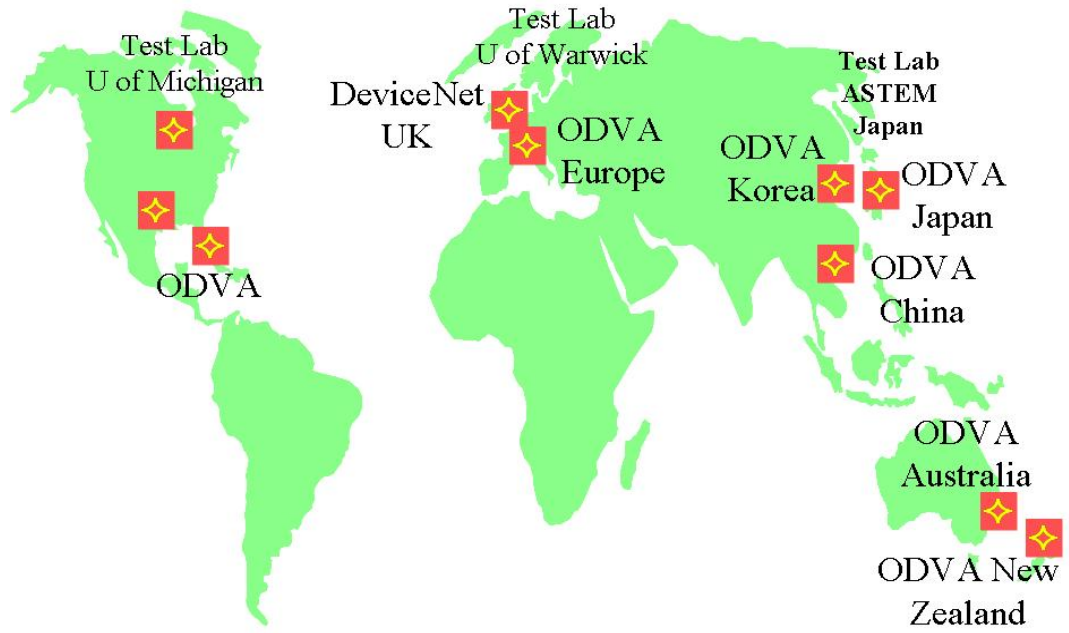 Test Lab
U of Michigan
ODVA
Test Lab
U of Warwick
DeviceNet
UK
ODVA
Europe
Test Lab
ASTEM
Japan
ODVA
Korea
ODVA
Japan
ODVA
China
ODVA
Australia
ODVA New
Zealand